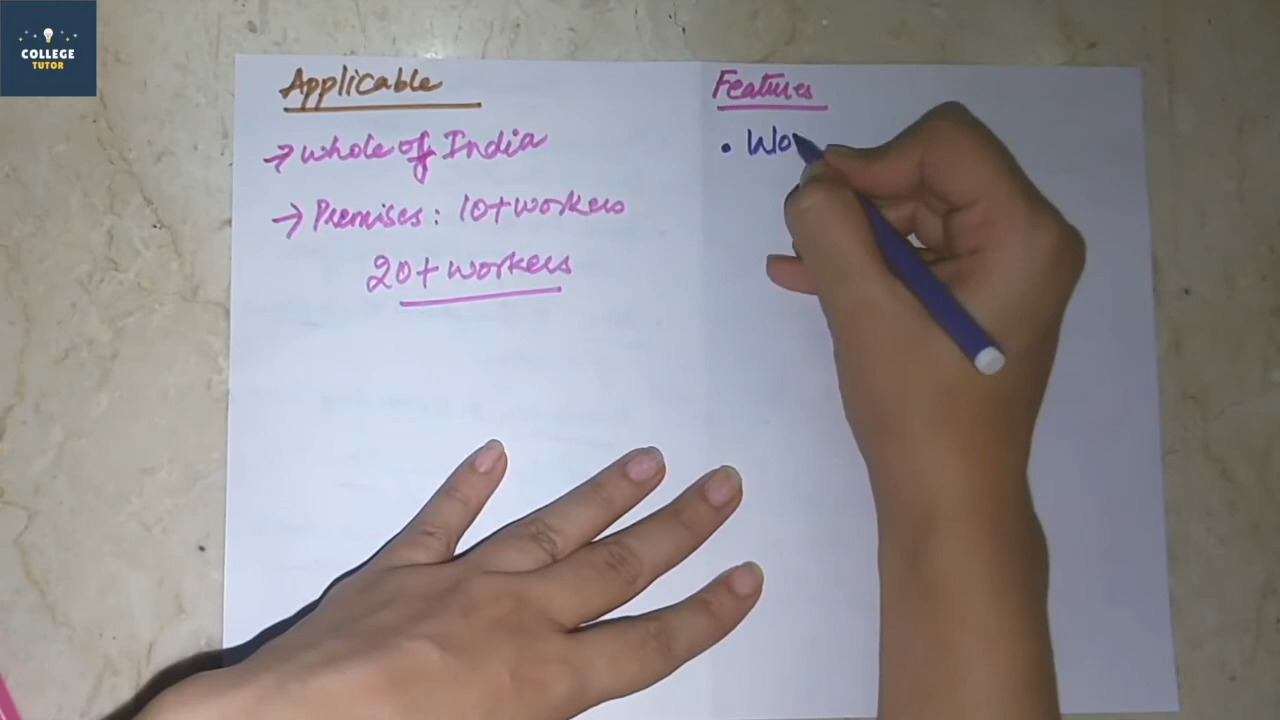 COLLEGE
TUTOR
Applicable
→ whole of India
→ Premises: 10+ workers
20+ workers
Features
• Wo